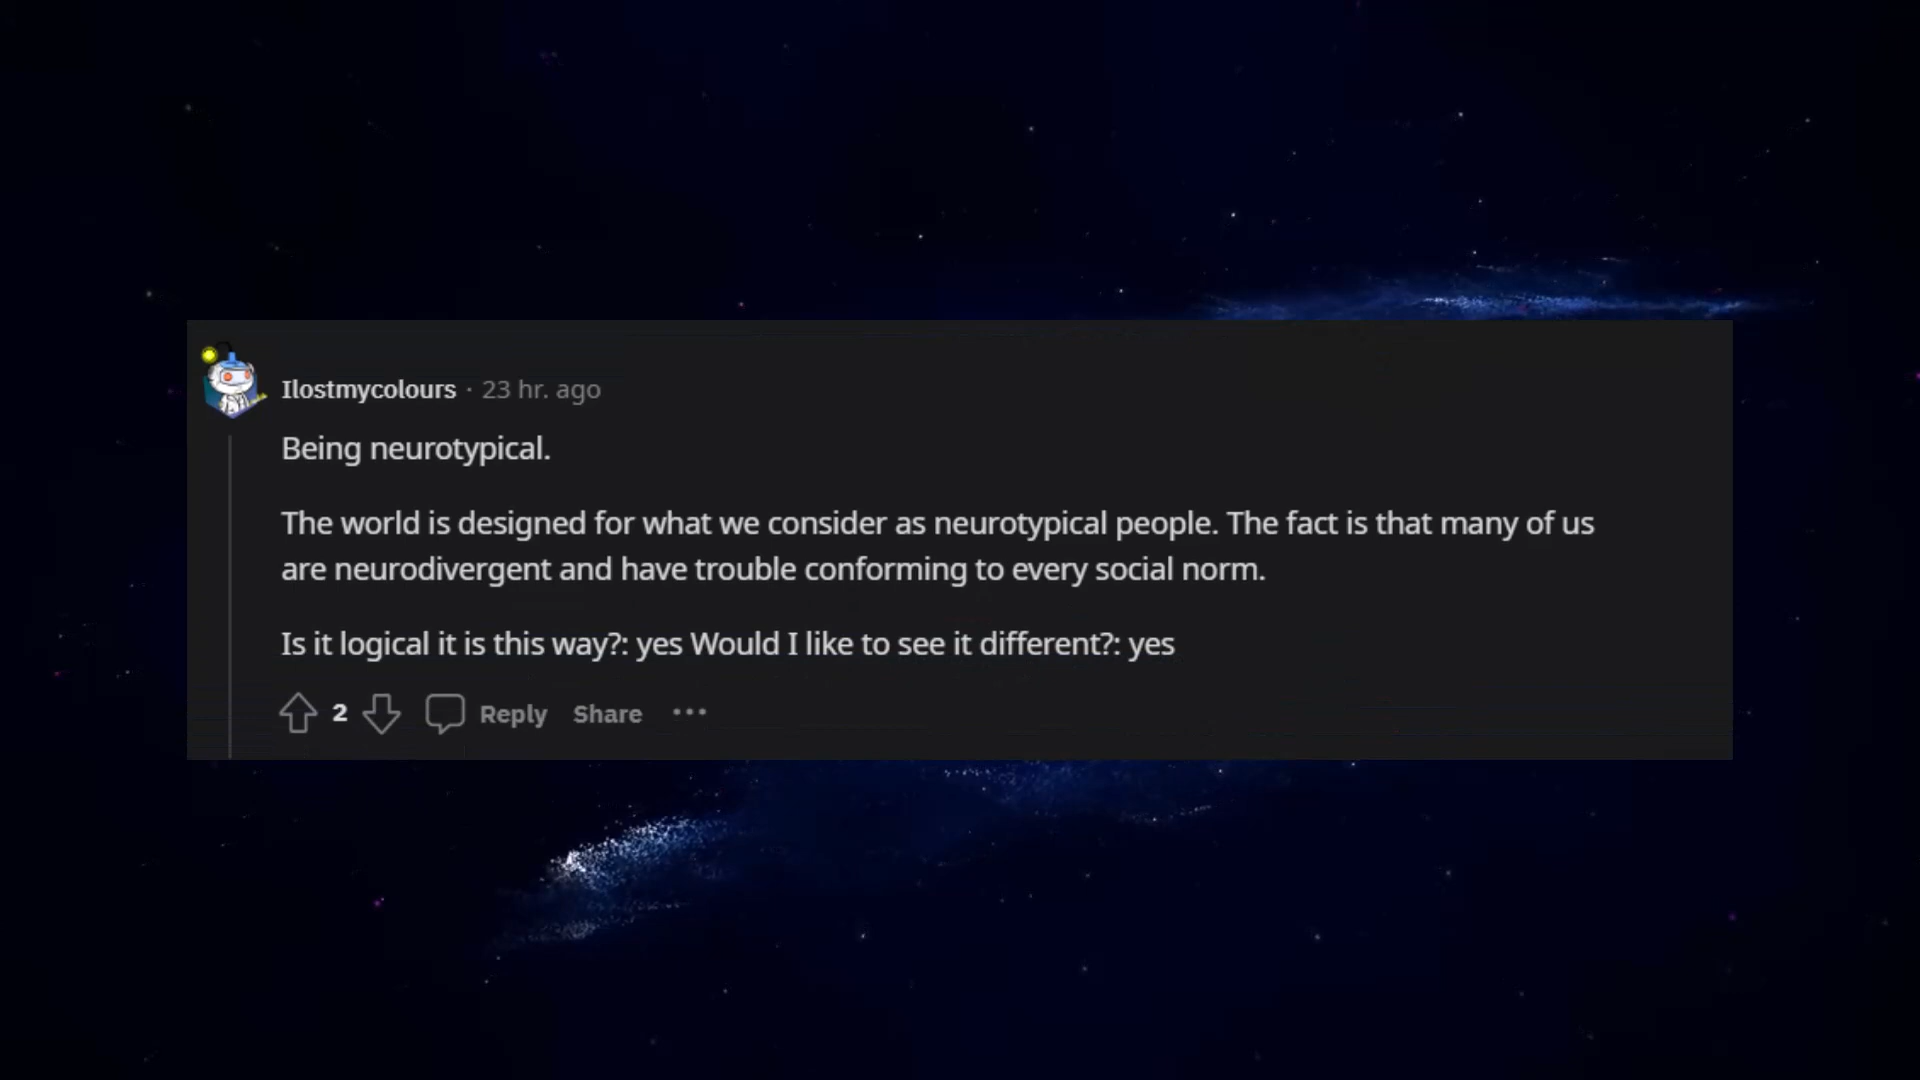 Ilostmycolours · 23 hr. ago
Being neurotypical.
The world is designed for what we consider as neurotypical people. The fact is that many of us
are neurodivergent and have trouble conforming to every social norm.
Is it logical it is this way?: yes Would I like to see it different?: yes
2 Reply Share ···